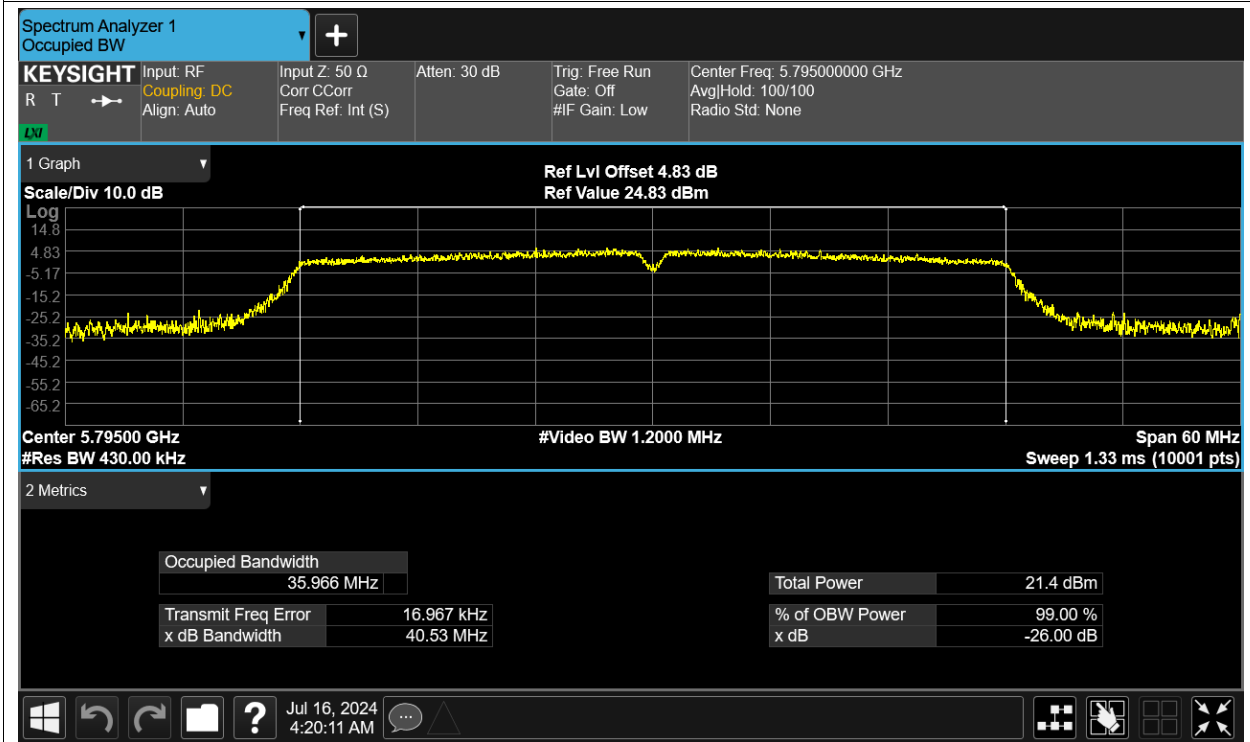 Spectrum Analyzer 1
Occupied BW
KEYSIGHT
R T
LXI
Input: RF
Coupling: DC
Align: Auto
Input Z: 50 Ω
Corr CCorr
Freq Ref: Int (S)
Atten: 30 dB
Trig: Free Run
Gate: Off
#IF Gain: Low
Center Freq: 5.795000000 GHz
Avg|Hold: 100/100
Radio Std: None
1 Graph
Scale/Div 10.0 dB
Ref Lvl Offset 4.83 dB
Ref Value 24.83 dBm
Log
14.8
4.83
-5.17
-15.2
-25.2
-35.2
-45.2
-55.2
-65.2
Center 5.79500 GHz
#Res BW 430.00 kHz
#Video BW 1.2000 MHz
Span 60 MHz
Sweep 1.33 ms (10001 pts)
2 Metrics
Occupied Bandwidth
35.966 MHz
Transmit Freq Error 16.967 kHz
x dB Bandwidth 40.53 MHz
Total Power 21.4 dBm
% of OBW Power 99.00 %
x dB -26.00 dB
?
Jul 16, 2024
4:20:11 AM